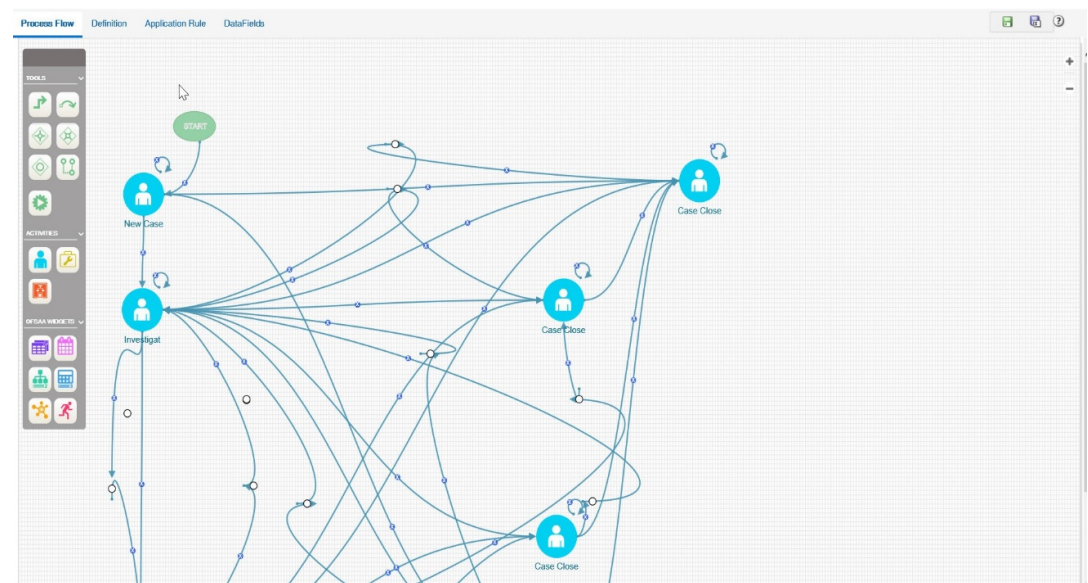 Process Flow
Definition
Application Rule
DataFields
TOOLS
START
New Case
Case Close
ACTIVITIES
Case Close
OFSAA WIDGETS
Investigat
Case Close